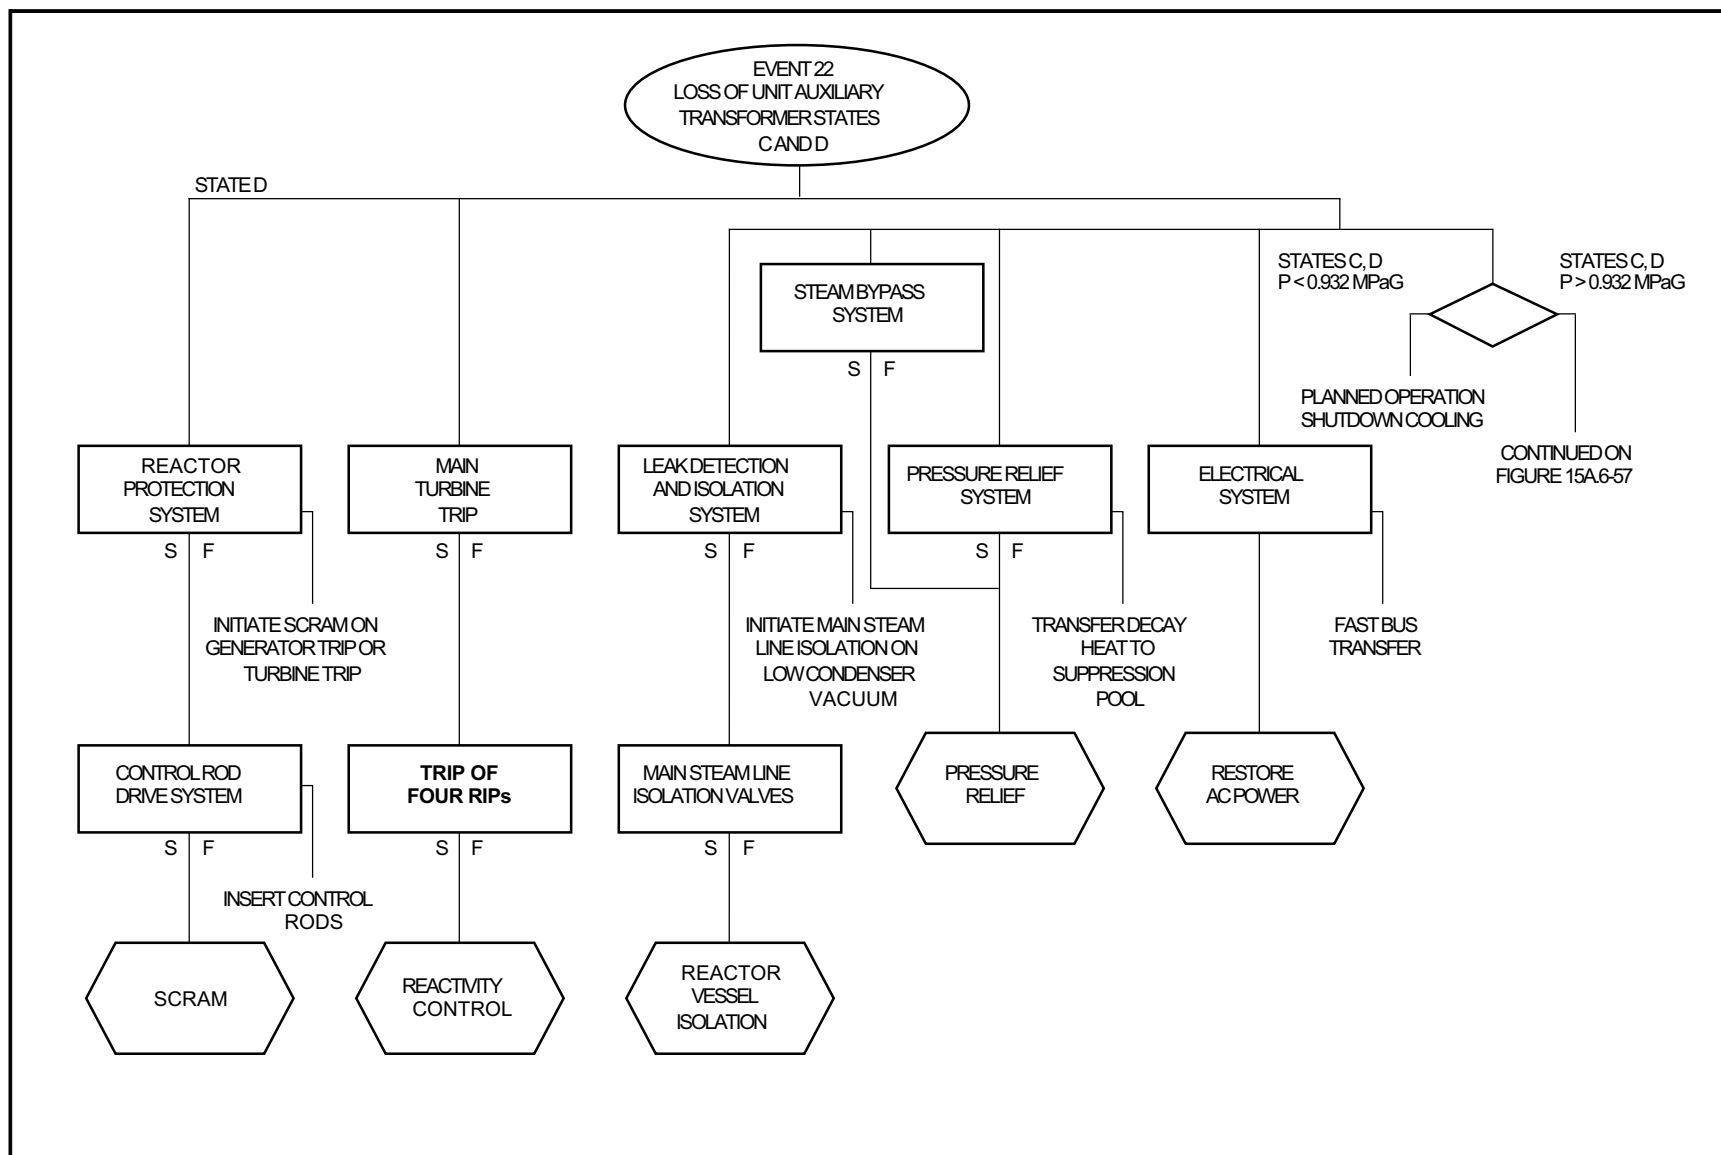 EVENT 22
LOSS OF UNIT AUXILIARY
TRANSFORMER STATES
C AND D
STATE D
STEAM BYPASS
SYSTEM
S F
STATES C, D
P < 0.932 MPaG
STATES C, D
P > 0.932 MPaG
PLANNED OPERATION
SHUTDOWN COOLING
CONTINUED ON
FIGURE 15A.6-57
REACTOR
PROTECTION
SYSTEM
S F
MAIN
TURBINE
TRIP
S F
LEAK DETECTION
AND ISOLATION
SYSTEM
S F
PRESSURE RELIEF
SYSTEM
S F
ELECTRICAL
SYSTEM
INITIATE SCRAM ON
GENERATOR TRIP OR
TURBINE TRIP
INITIATE MAIN STEAM
LINE ISOLATION ON
LOW CONDENSER
VACUUM
TRANSFER DECAY
HEAT TO
SUPPRESSION
POOL
FAST BUS
TRANSFER
CONTROL ROD
DRIVE SYSTEM
S F
TRIP OF
FOUR RIPs
S F
MAIN STEAM LINE
ISOLATION VALVES
S F
PRESSURE
RELIEF
RESTORE
AC POWER
INSERT CONTROL
RODS
SCRAM
REACTIVITY
CONTROL
REACTOR
VESSEL
ISOLATION